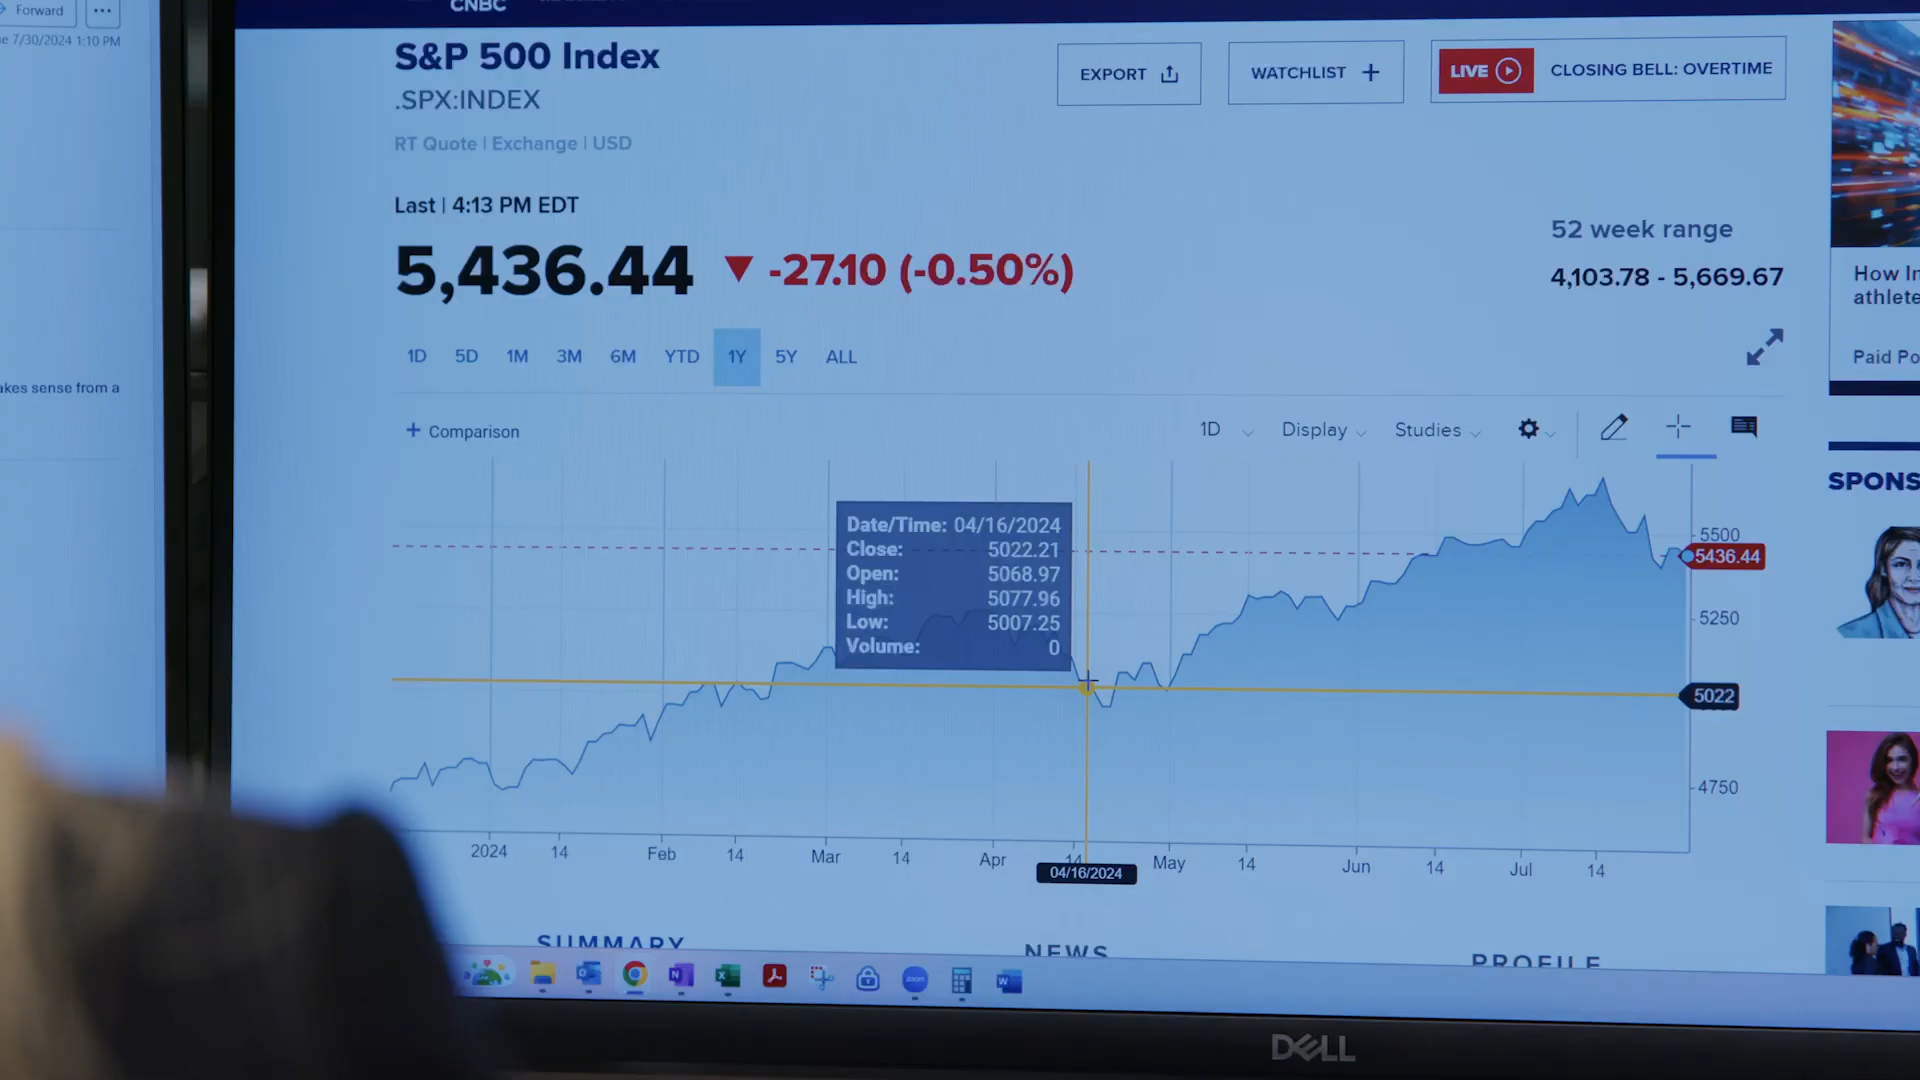 Forward
7/30/2024 1:10 PM
sense from a
CNBC
S&P 500 Index
.SPX:INDEX
RT Quote | Exchange | USD
EXPORT
WATCHLIST +
LIVE
CLOSING BELL: OVERTIME
Last | 4:13 PM EDT
5,436.44 ▼ -27.10 (-0.50%)
52 week range
4,103.78 - 5,669.67
1D 5D 1M 3M 6M YTD 1Y 5Y ALL
+ Comparison
1D Display Studies
Date/Time: 04/16/2024
Close: 5022.21
Open: 5068.97
High: 5077.96
Low: 5007.25
Volume: 0
5500
5436.44
5250
5022
4750
2024 14 Feb 14 Mar 14 Apr 14 May 14 Jun 14 Jul 14
04/16/2024
SUMMARY NEWS PROFILE
How
athlete
Paid
SPONS
zoom
DELL